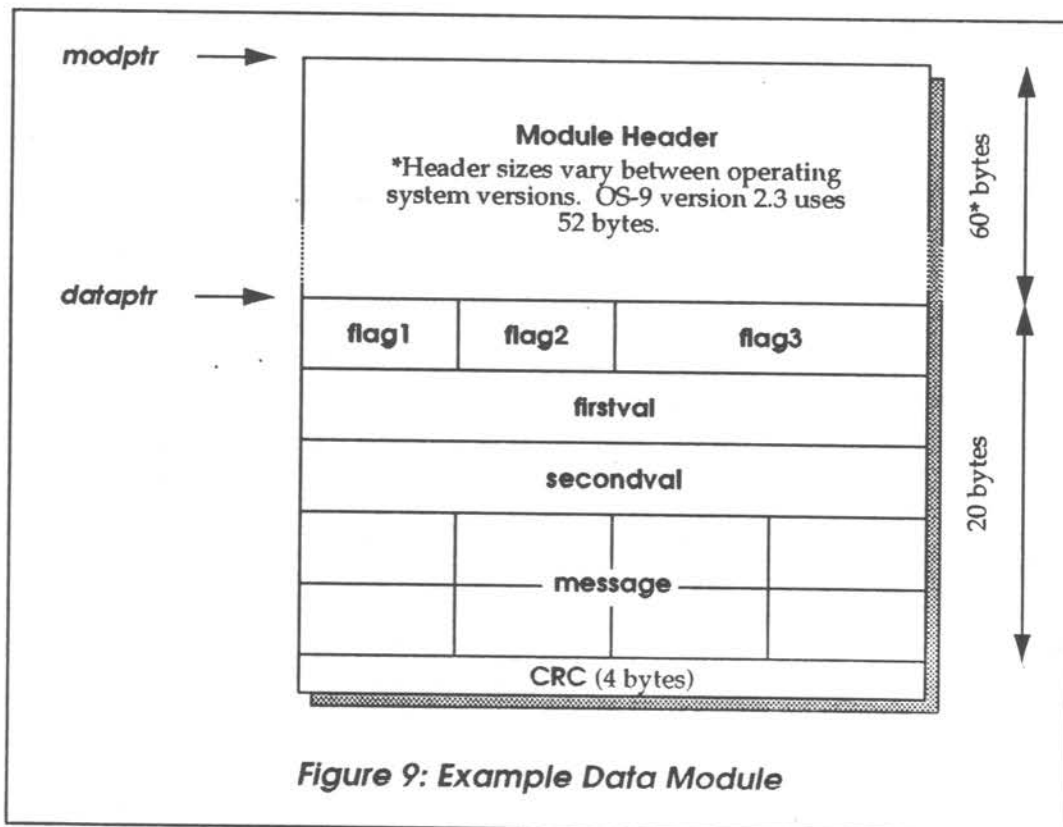 modptr
Module Header
*Header sizes vary between operating
system versions. OS-9 version 2.3 uses
52 bytes.
60* bytes
dataptr
flag1 flag2 flag3
firstval
secondval
20 bytes
message
CRC (4 bytes)
Figure 9: Example Data Module